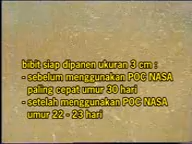 bibit siap dipanen ukuran 3 cm :
- sebelum menggunakan POC NASA
paling cepat umur 30 hari
- setelah menggunakan POC NASA
umur 22 - 23 hari